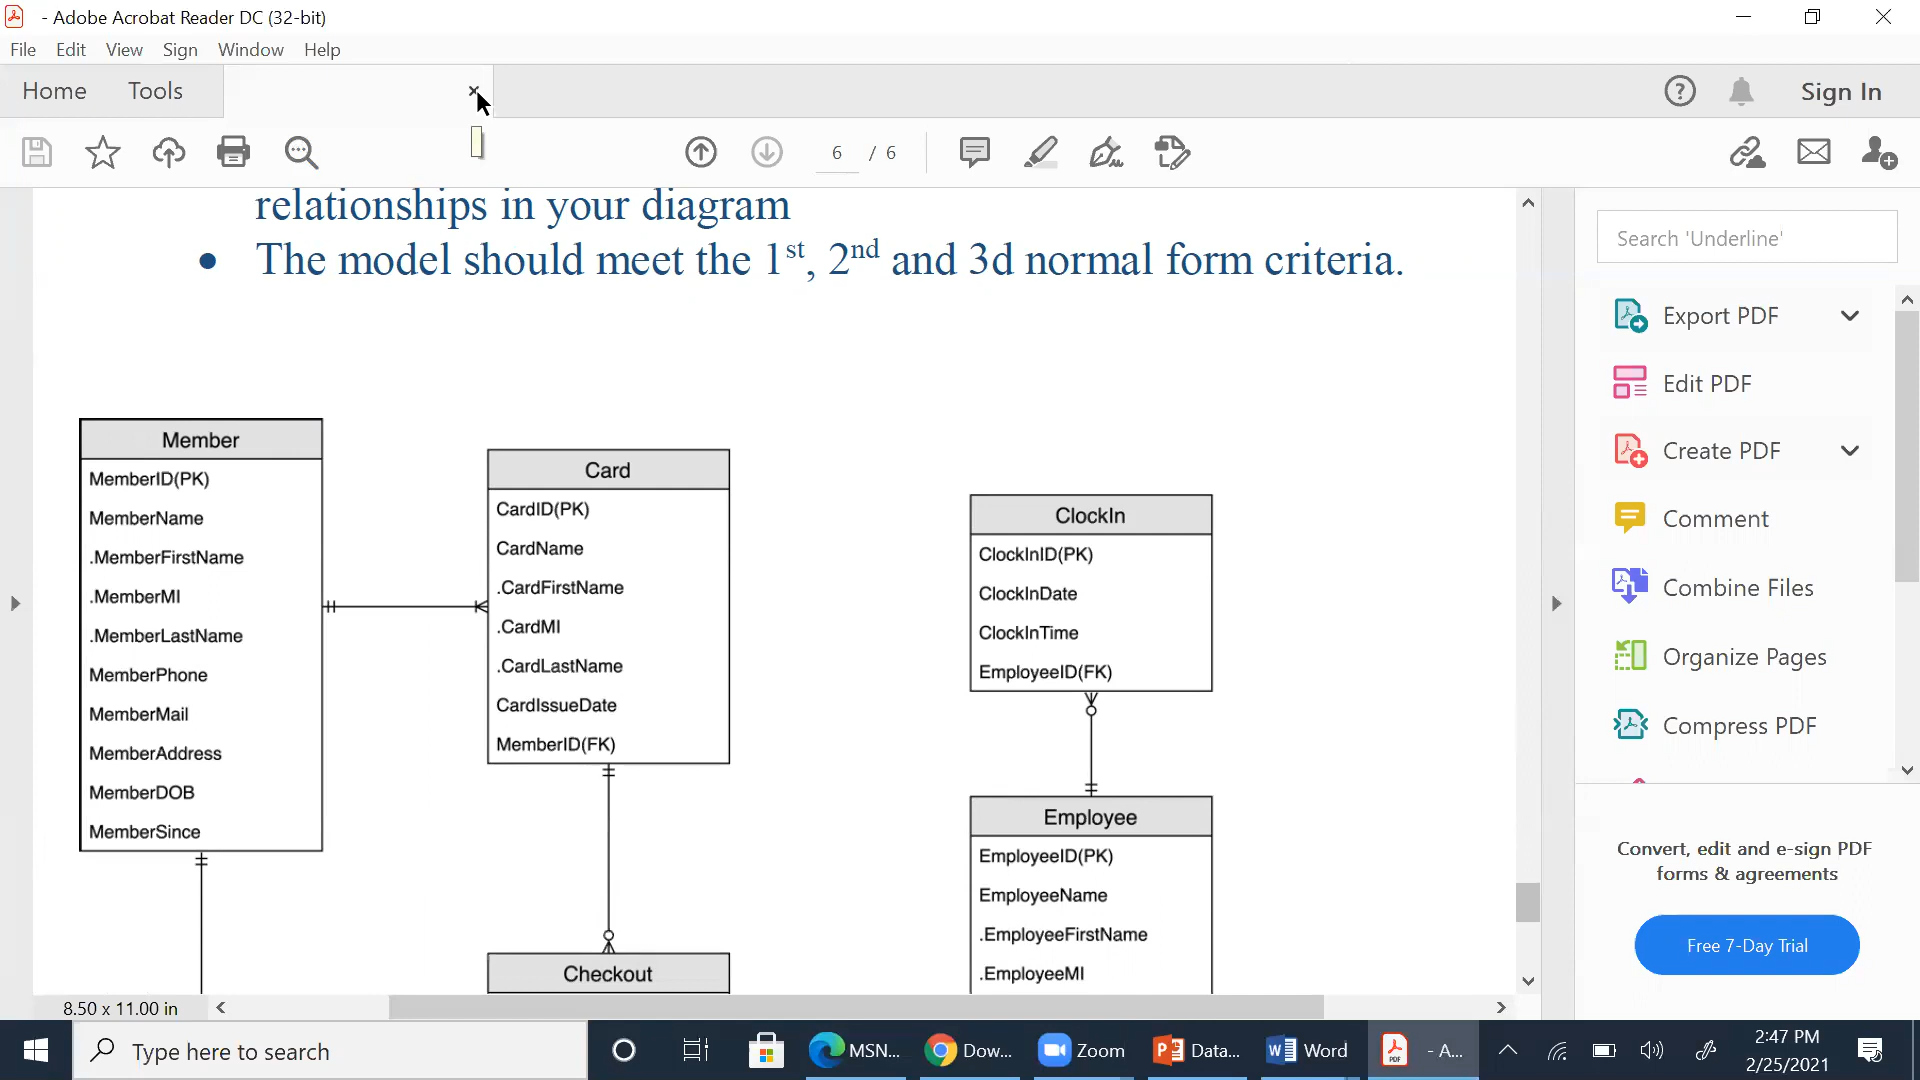 - Adobe Acrobat Reader DC (32-bit)
File Edit View Sign Window Help
Home Tools
Sign In
6 / 6
relationships in your diagram
• The model should meet the 1st, 2nd and 3d normal form criteria.
Member
MemberID(PK)
MemberName
.MemberFirstName
.MemberMI
.MemberLastName
MemberPhone
MemberMail
MemberAddress
MemberDOB
MemberSince
Card
CardID(PK)
CardName
.CardFirstName
.CardMI
.CardLastName
CardIssueDate
MemberID(FK)
Checkout
ClockIn
ClockInID(PK)
ClockInDate
ClockInTime
EmployeeID(FK)
Employee
EmployeeID(PK)
EmployeeName
.EmployeeFirstName
.EmployeeMI
Search 'Underline'
Export PDF
Edit PDF
Create PDF
Comment
Combine Files
Organize Pages
Compress PDF
Convert, edit and e-sign PDF
forms & agreements
Free 7-Day Trial
8.50 x 11.00 in
Type here to search
MSN...
Dow...
Zoom
Data...
Word
- A...
2:47 PM
2/25/2021